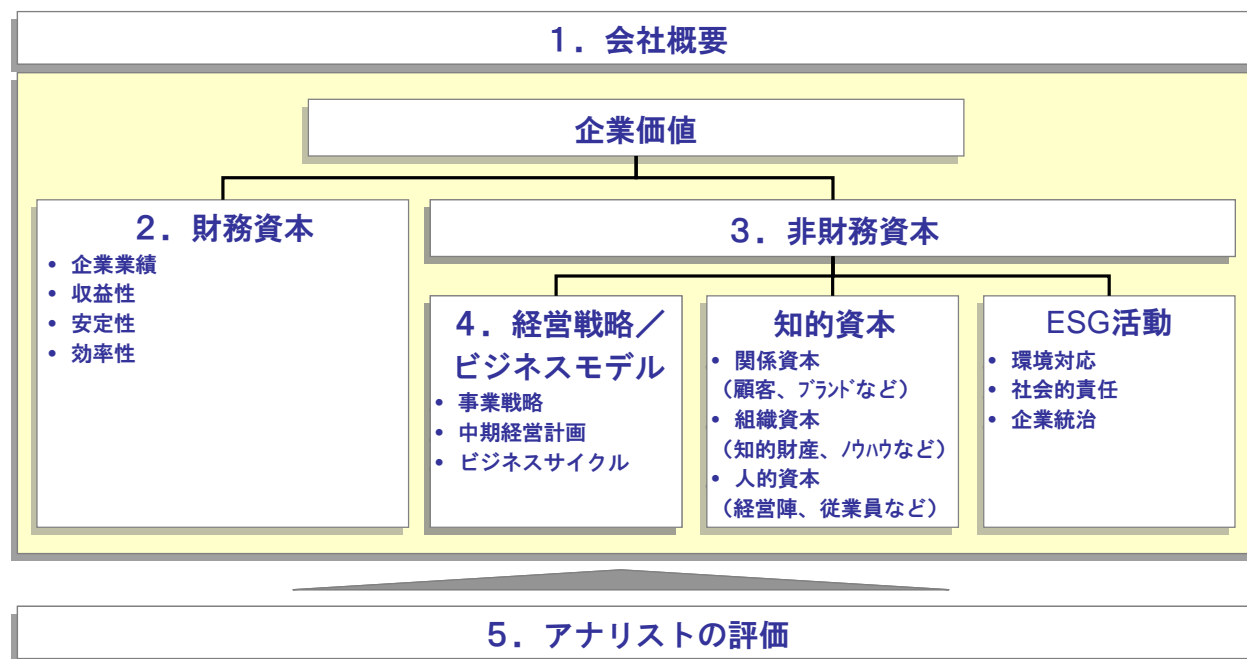 １．会社概要
企業価値
２．財務資本
• 企業業績
• 収益性
• 安定性
• 効率性
３．非財務資本
４．経営戦略／
ビジネスモデル
• 事業戦略
• 中期経営計画
• ビジネスサイクル
知的資本
• 関係資本
（顧客、ﾌﾞﾗﾝﾄﾞなど）
• 組織資本
（知的財産、ﾉｳﾊｳなど）
• 人的資本
（経営陣、従業員など）
ESG活動
• 環境対応
• 社会的責任
• 企業統治
５．アナリストの評価